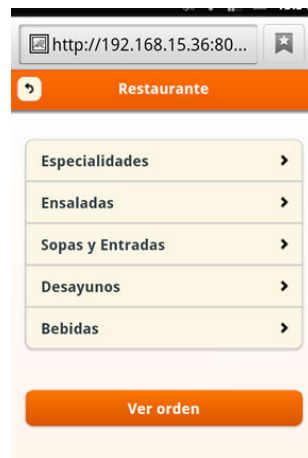 http://192.168.15.36:80...
Restaurante
Especialidades
Ensaladas
Sopas y Entradas
Desayunos
Bebidas
Ver orden